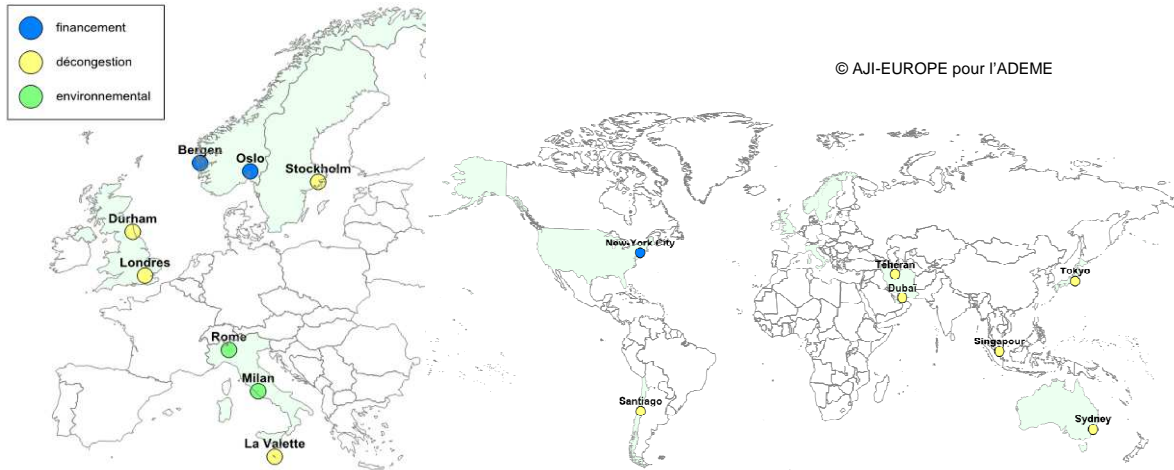 financement
décongestion
environnemental
© AJI-EUROPE pour l'ADEME
Bergen
Oslo
Stockholm
Durham
Londres
Rome
Milan
La Valette
New-York City
Téheran
Dubaï
Tokyo
Singapour
Santiago
Sydney